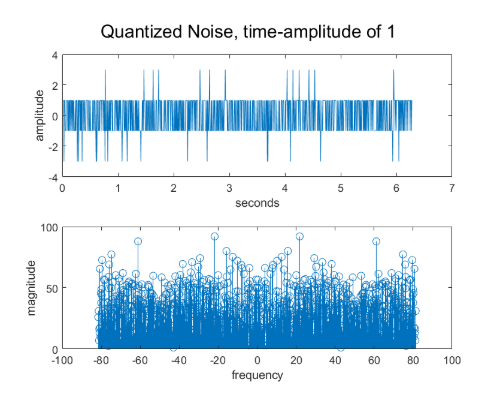 Quantized Noise, time-amplitude of 1
4
2
0
-2
-4
amplitude
0 1 2 3 4 5 6 7
seconds
100
50
0
magnitude
-100 -80 -60 -40 -20 0 20 40 60 80 100
frequency